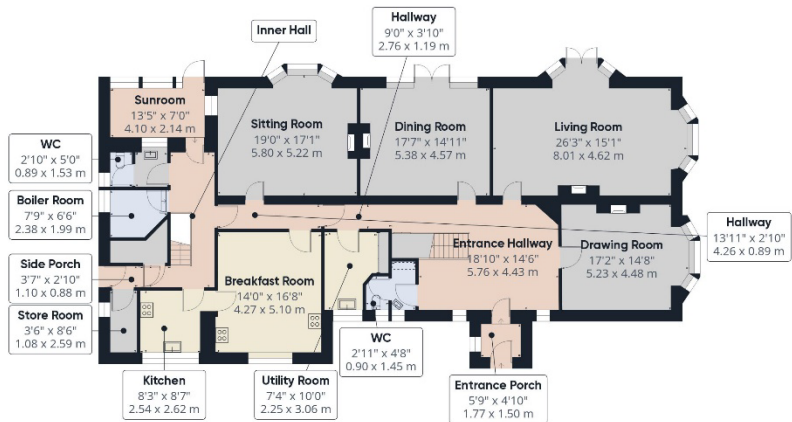 Hallway
9'0" x 3'10"
2.76 x 1.19 m
Inner Hall
Sunroom
13'5" x 7'0"
4.10 x 2.14 m
Sitting Room
19'0" x 17'1"
5.80 x 5.22 m
Dining Room
17'7" x 14'11"
5.38 x 4.57 m
Living Room
26'3" x 15'1"
8.01 x 4.62 m
WC
2'10" x 5'0"
0.89 x 1.53 m
Boiler Room
7'9" x 6'6"
2.38 x 1.99 m
Hallway
13'11" x 2'10"
4.26 x 0.89 m
Side Porch
3'7" x 2'10"
1.10 x 0.88 m
Breakfast Room
14'0" x 16'8"
4.27 x 5.10 m
Entrance Hallway
18'10" x 14'6"
5.76 x 4.43 m
Drawing Room
17'2" x 14'8"
5.23 x 4.48 m
Store Room
3'6" x 8'6"
1.08 x 2.59 m
WC
2'11" x 4'8"
0.90 x 1.45 m
Kitchen
8'3" x 8'7"
2.54 x 2.62 m
Utility Room
7'4" x 10'0"
2.25 x 3.06 m
Entrance Porch
5'9" x 4'10"
1.77 x 1.50 m